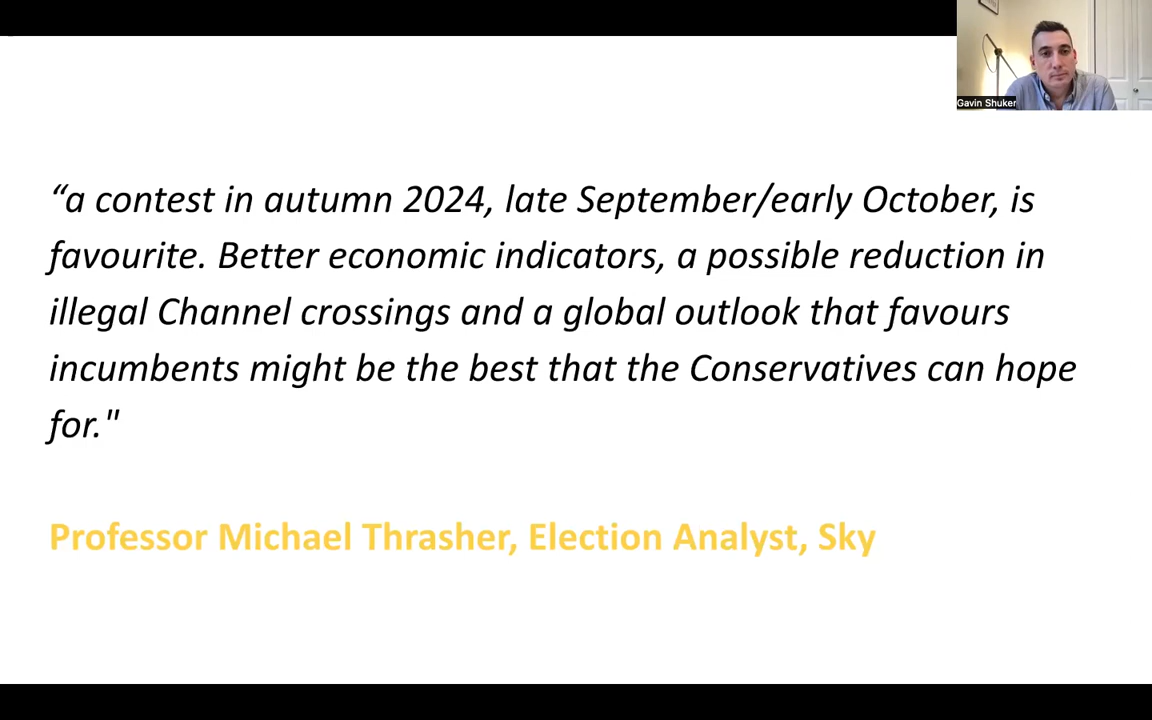 Gavin Shuker
“a contest in autumn 2024, late September/early October, is
favourite. Better economic indicators, a possible reduction in
illegal Channel crossings and a global outlook that favours
incumbents might be the best that the Conservatives can hope
for."
Professor Michael Thrasher, Election Analyst, Sky